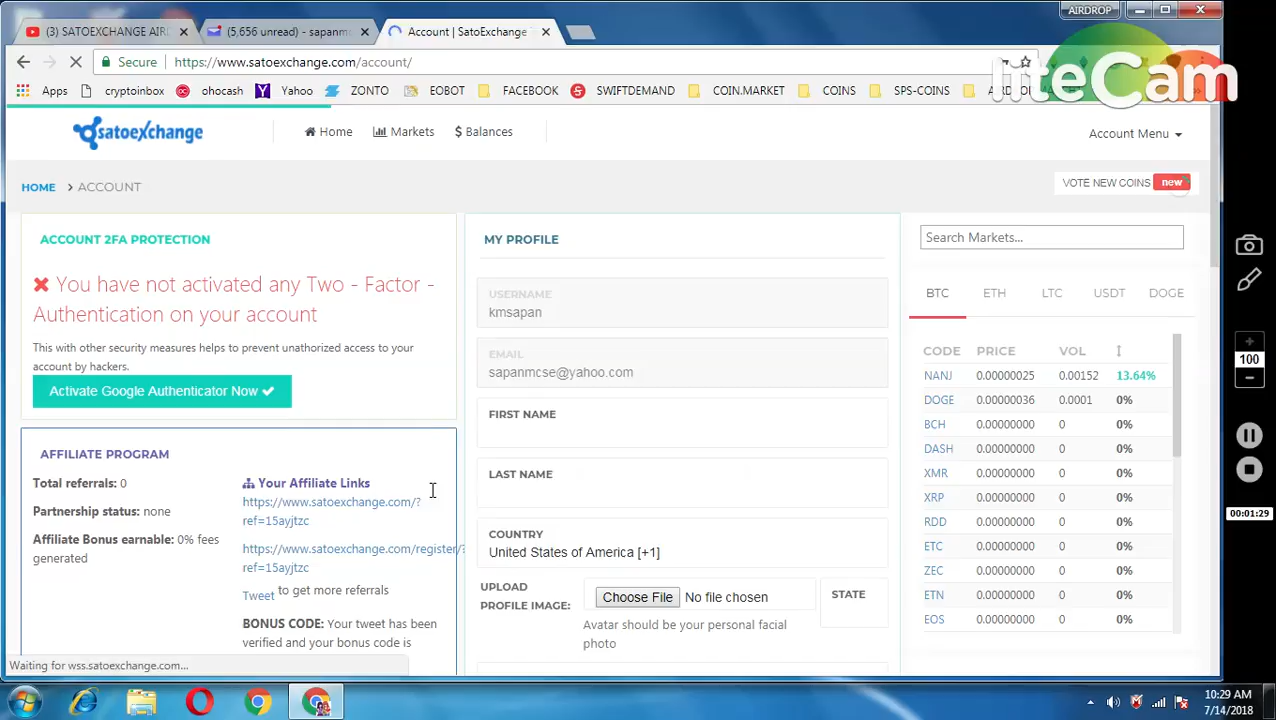 AIRDROP
(3) SATOEXCHANGE AIRD
(5,656 unread) - sapanm
Account | SatoExchange
Secure
https://www.satoexchange.com/account/
liteCam
Apps
cryptoinbox
ohocash
Yahoo
ZONTO
EOBOT
FACEBOOK
SWIFTDEMAND
COIN.MARKET
COINS
SPS-COINS
satoexchange
Home
Markets
$ Balances
Account Menu
HOME > ACCOUNT
VOTE NEW COINS new
ACCOUNT 2FA PROTECTION
You have not activated any Two - Factor -
Authentication on your account
This with other security measures helps to prevent unathorized access to your
account by hackers.
Activate Google Authenticator Now
AFFILIATE PROGRAM
Total referrals: 0
Partnership status: none
Affiliate Bonus earnable: 0% fees
generated
Your Affiliate Links
https://www.satoexchange.com/?
ref=15ayjtzc
https://www.satoexchange.com/register/?
ref=15ayjtzc
Tweet to get more referrals
BONUS CODE: Your tweet has been
verified and your bonus code is
MY PROFILE
USERNAME
kmsapan
EMAIL
sapanmcse@yahoo.com
FIRST NAME
LAST NAME
COUNTRY
United States of America [+1]
UPLOAD
PROFILE IMAGE:
Choose File No file chosen
Avatar should be your personal facial
photo
STATE
Search Markets...
BTC ETH LTC USDT DOGE
CODE PRICE VOL
NANJ 0.00000025 0.00152 13.64%
DOGE 0.00000036 0.0001 0%
BCH 0.00000000 0 0%
DASH 0.00000000 0 0%
XMR 0.00000000 0 0%
XRP 0.00000000 0 0%
RDD 0.00000000 0 0%
ETC 0.00000000 0 0%
ZEC 0.00000000 0 0%
ETN 0.00000000 0 0%
EOS 0.00000000 0 0%
100
00:01:29
Waiting for wss.satoexchange.com...
10:29 AM
7/14/2018